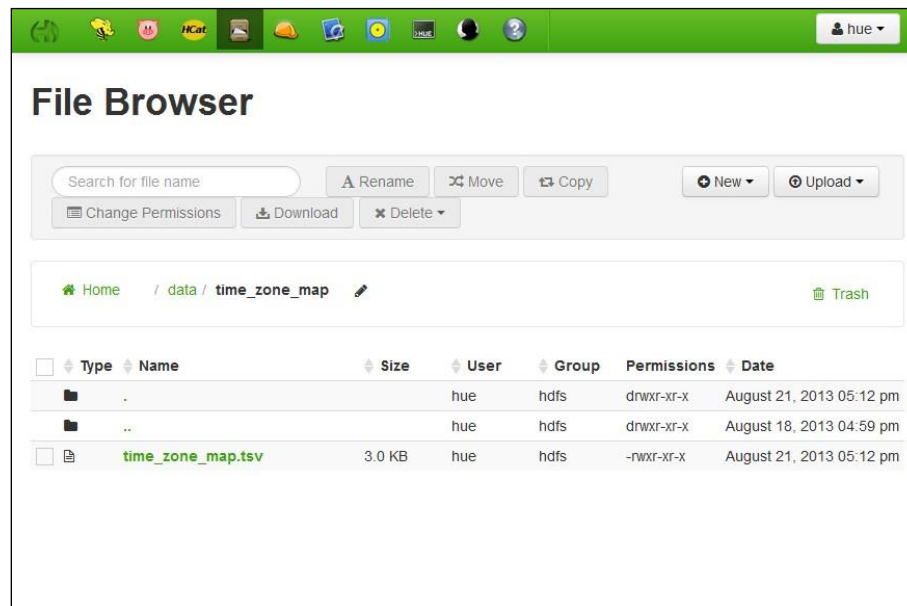 HCat >HUE ? hue
File Browser
Search for file name Rename Move Copy New Upload
Change Permissions Download Delete
Home / data / time_zone_map Trash
Type Name Size User Group Permissions Date
. hue hdfs drwxr-xr-x August 21, 2013 05:12 pm
.. hue hdfs drwxr-xr-x August 18, 2013 04:59 pm
time_zone_map.tsv 3.0 KB hue hdfs -rwxr-xr-x August 21, 2013 05:12 pm